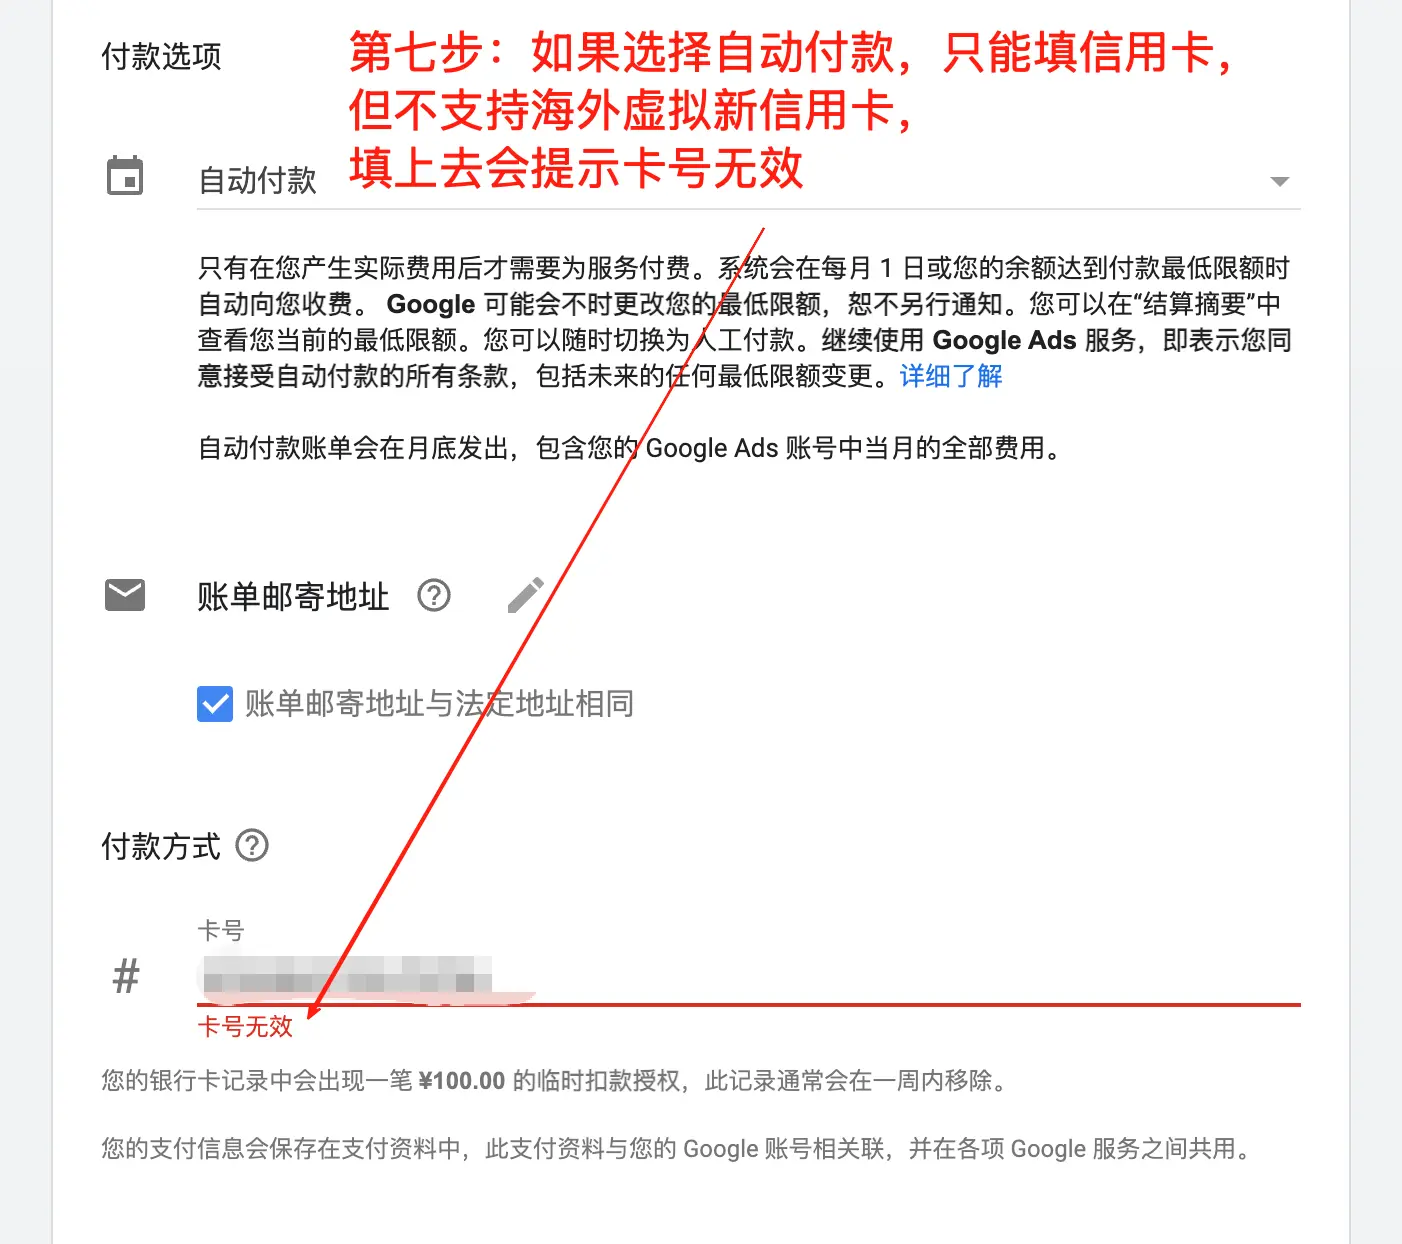 付款选项
第七步：如果选择自动付款，只能填信用卡，
但不支持海外虚拟新信用卡，
填上去会提示卡号无效
自动付款
只有在您产生实际费用后才需要为服务付费。系统会在每月 1 日或您的余额达到付款最低限额时
自动向您收费。 Google 可能会不时更改您的最低限额，恕不另行通知。您可以在“结算摘要”中
查看您当前的最低限额。您可以随时切换为人工付款。继续使用 Google Ads 服务，即表示您同
意接受自动付款的所有条款，包括未来的任何最低限额变更。详细了解
自动付款账单会在月底发出，包含您的 Google Ads 账号中当月的全部费用。
账单邮寄地址
账单邮寄地址与法定地址相同
付款方式
卡号
#
卡号无效
您的银行卡记录中会出现一笔 ¥100.00 的临时扣款授权，此记录通常会在一周内移除。
您的支付信息会保存在支付资料中，此支付资料与您的 Google 账号相关联，并在各项 Google 服务之间共用。